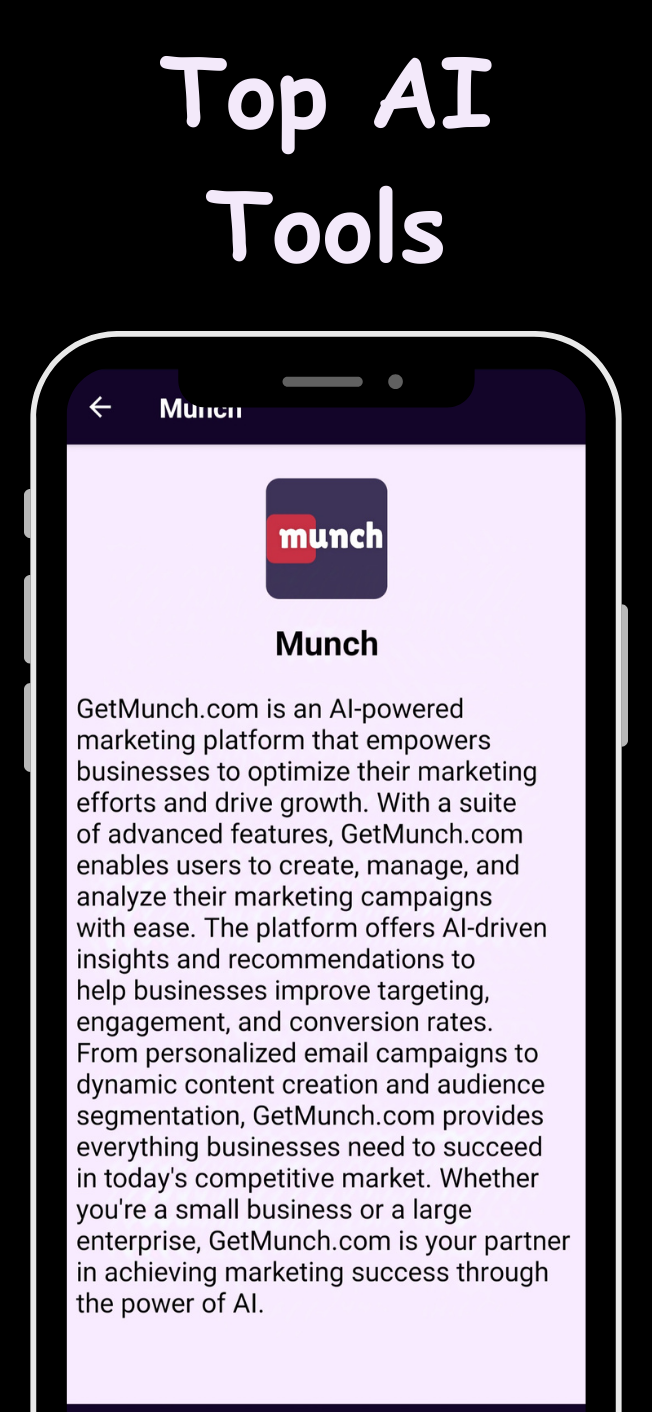 Top AI
Tools
Munch
munch
Munch
GetMunch.com is an AI-powered
marketing platform that empowers
businesses to optimize their marketing
efforts and drive growth. With a suite
of advanced features, GetMunch.com
enables users to create, manage, and
analyze their marketing campaigns
with ease. The platform offers AI-driven
insights and recommendations to
help businesses improve targeting,
engagement, and conversion rates.
From personalized email campaigns to
dynamic content creation and audience
segmentation, GetMunch.com provides
everything businesses need to succeed
in today's competitive market. Whether
you're a small business or a large
enterprise, GetMunch.com is your partner
in achieving marketing success through
the power of AI.